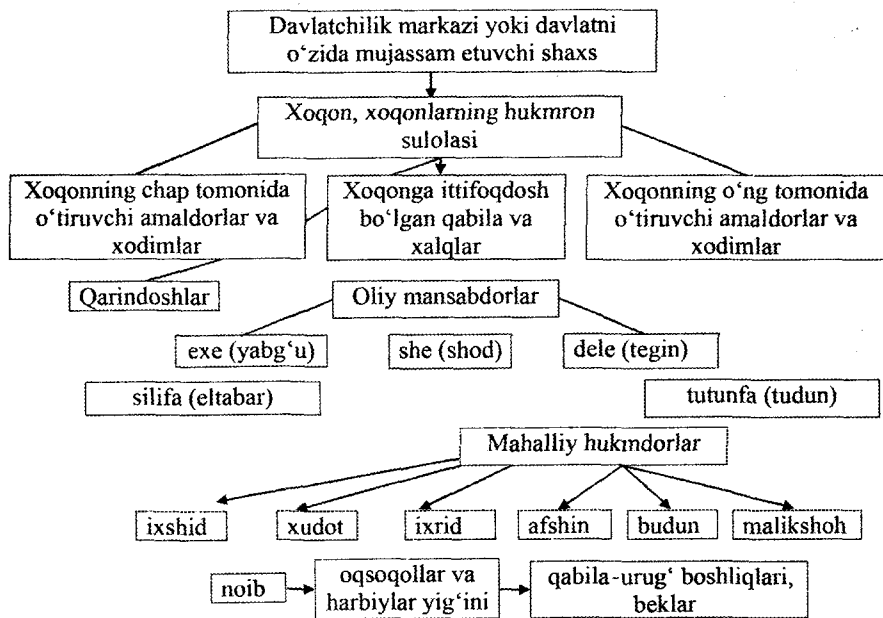 Davlatchilik markazi yoki davlatni
o‘zida mujassam etuvchi shaxs
Xoqon, xoqonlarning hukmron
sulolasi
Xoqonning chap tomonida
o‘tiruvchi amaldorlar va
xodimlar
Xoqonga ittifoqdosh
bo‘lgan qabila va
xalqlar
Xoqonning o‘ng tomonida
o‘tiruvchi amaldorlar va
xodimlar
Qarindoshlar
Oliy mansabdorlar
exe (yabg‘u)
she (shod)
dele (tegin)
silifa (eltabar)
tutunfa (tudun)
Mahalliy hukmdorlar
ixshid
xudot
ixrid
afshin
budun
malikshoh
noib
oqsoqollar va
harbiylar yig‘ini
qabila-urug‘ boshliqlari,
beklar